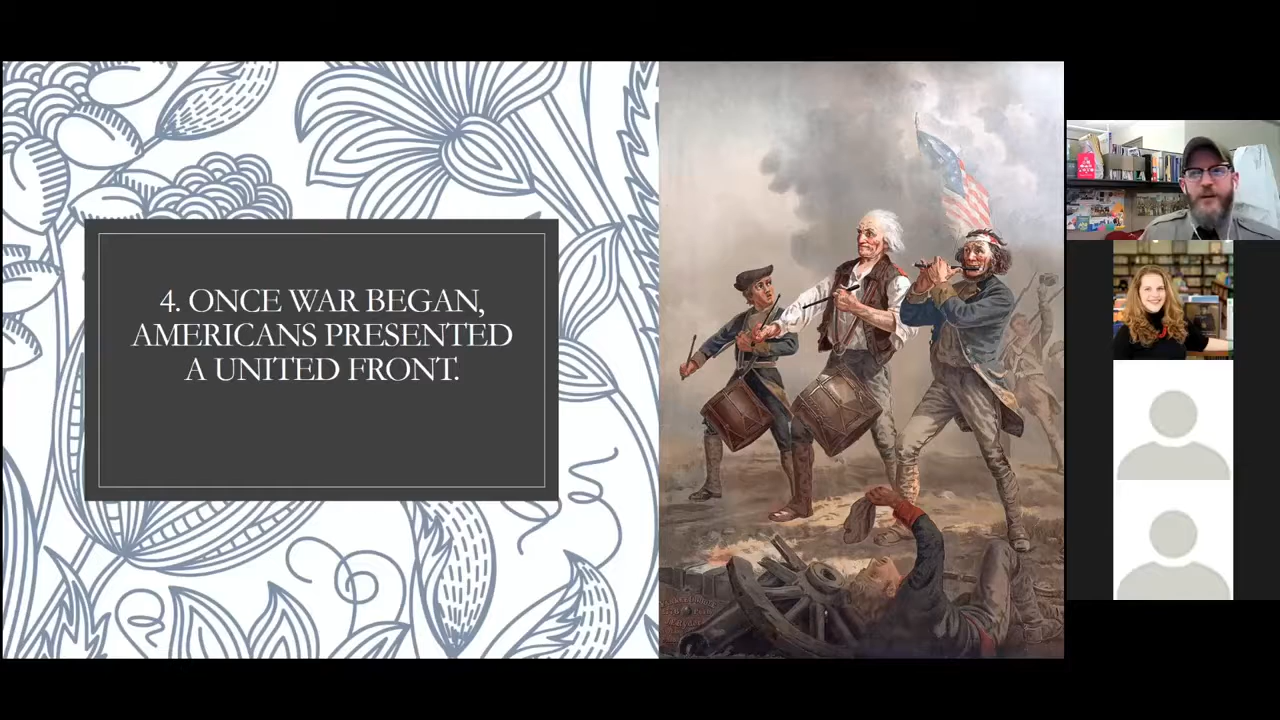 4. ONCE WAR BEGAN,
AMERICANS PRESENTED
A UNITED FRONT.